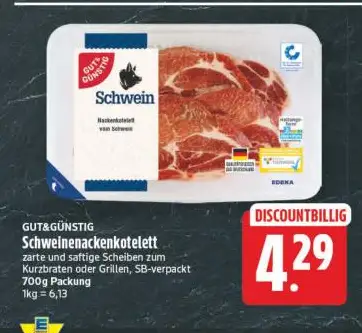 GUT&
GÜNSTIG
Schwein
Nackenkotelett
vom Schwein
EDEKA
DISCOUNTBILLIG
4.29
GUT&GÜNSTIG
Schweinenackenkotelett
zarte und saftige Scheiben zum
Kurzbraten oder Grillen, SB-verpackt
700g Packung
1kg = 6,13